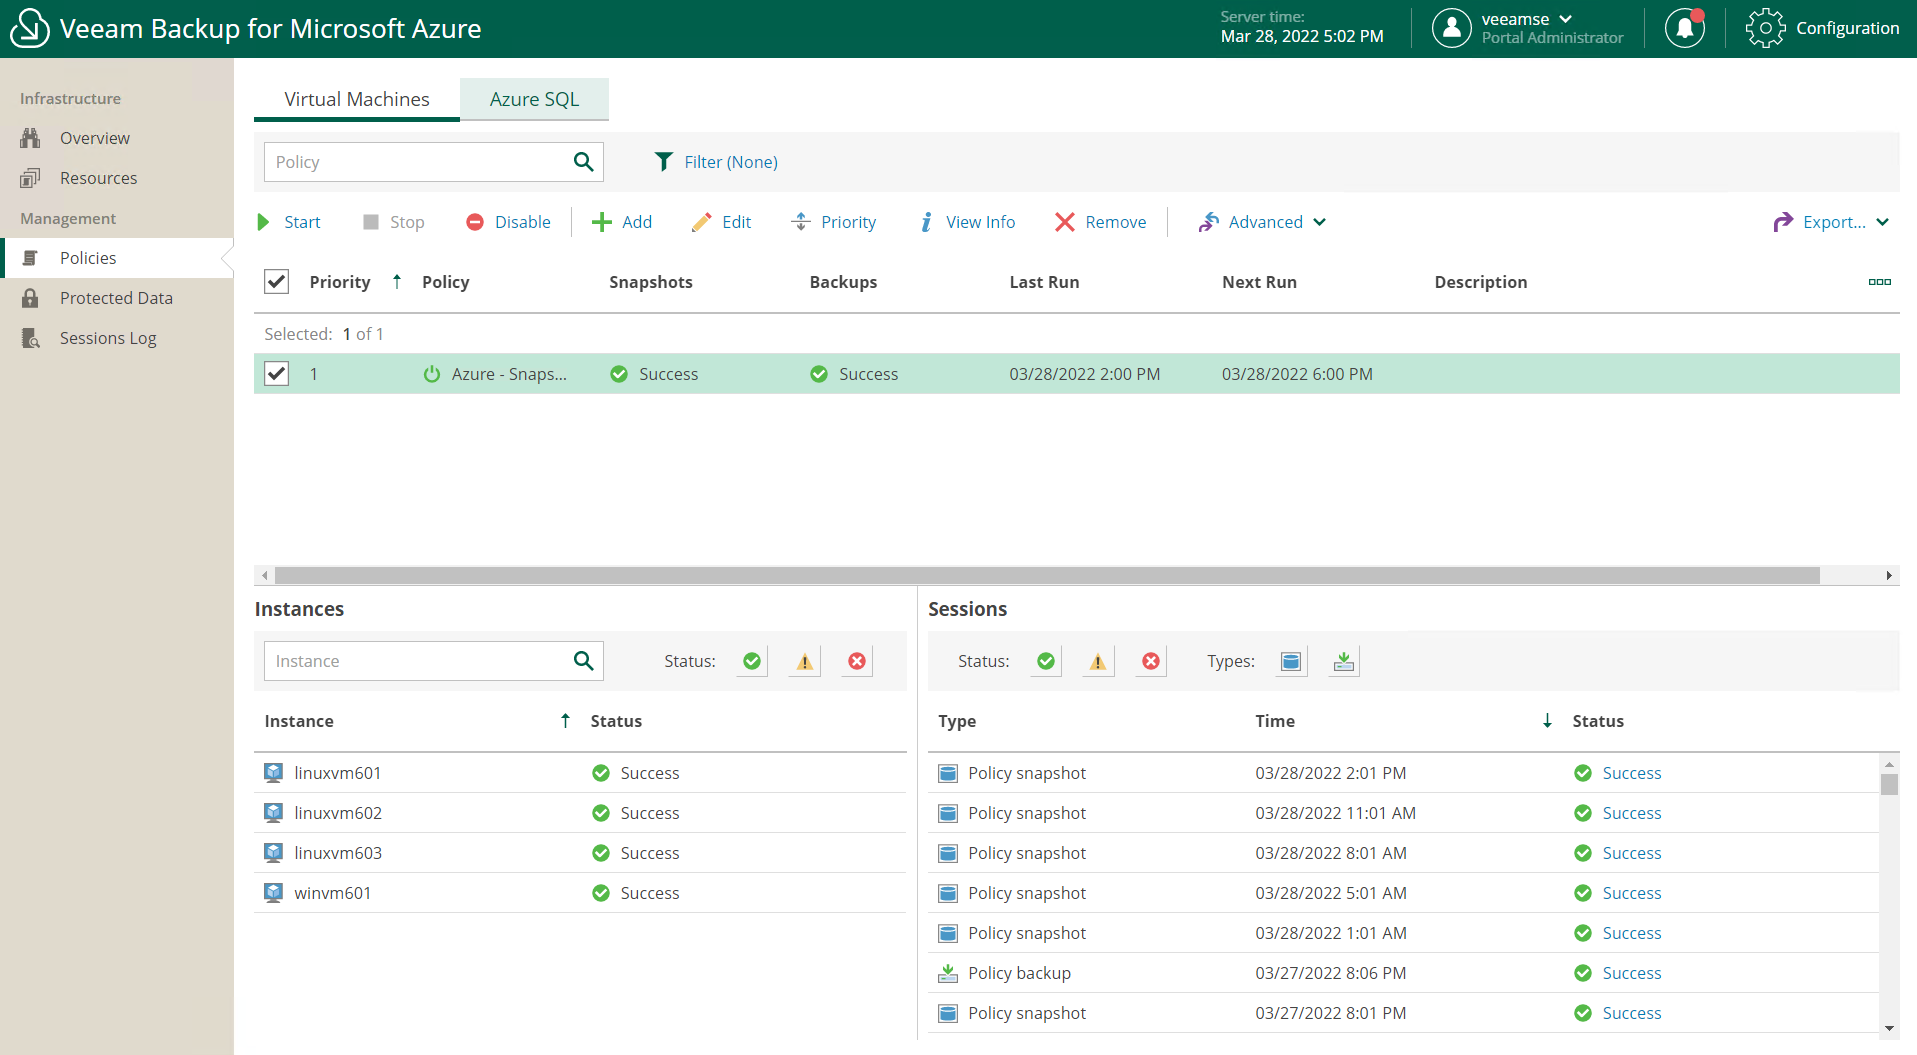 Veeam Backup for Microsoft Azure
Server time:
Mar 28, 2022 5:02 PM
veeamse
Portal Administrator
Configuration
Infrastructure
Overview
Resources
Management
Policies
Protected Data
Sessions Log
Virtual Machines Azure SQL
Policy Filter (None)
Start Stop Disable Add Edit Priority View Info Remove Advanced Export...
Priority Policy Snapshots Backups Last Run Next Run Description
Selected: 1 of 1
1 Azure - Snaps... Success Success 03/28/2022 2:00 PM 03/28/2022 6:00 PM
Instances
Instance Status:
Instance Status
linuxvm601 Success
linuxvm602 Success
linuxvm603 Success
winvm601 Success
Sessions
Status: Types:
Type Time Status
Policy snapshot 03/28/2022 2:01 PM Success
Policy snapshot 03/28/2022 11:01 AM Success
Policy snapshot 03/28/2022 8:01 AM Success
Policy snapshot 03/28/2022 5:01 AM Success
Policy snapshot 03/28/2022 1:01 AM Success
Policy backup 03/27/2022 8:06 PM Success
Policy snapshot 03/27/2022 8:01 PM Success